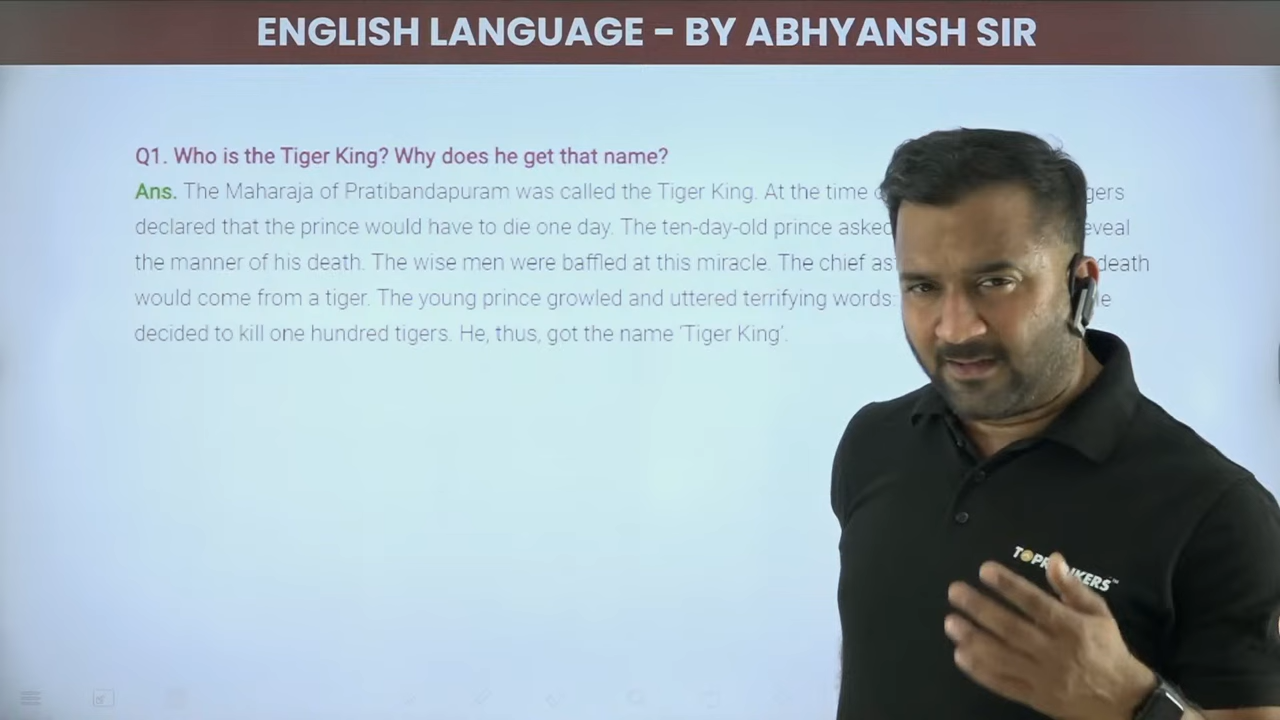 ENGLISH LANGUAGE - BY ABHYANSH SIR
Q1. Who is the Tiger King? Why does he get that name?
Ans. The Maharaja of Pratibandapuram was called the Tiger King. At the time
declared that the prince would have to die one day. The ten-day-old prince asked
the manner of his death. The wise men were baffled at this miracle. The chief death
would come from a tiger. The young prince growled and uttered terrifying words:
decided to kill one hundred tigers. He, thus, got the name 'Tiger King'.